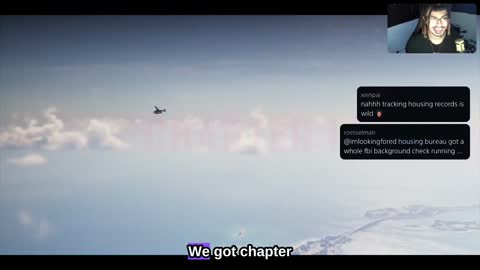 xeinpai
nahhh tracking housing records is
wild
roesselman
@imlookingfored housing bureau got a
whole fbi background check running ...
We got chapter